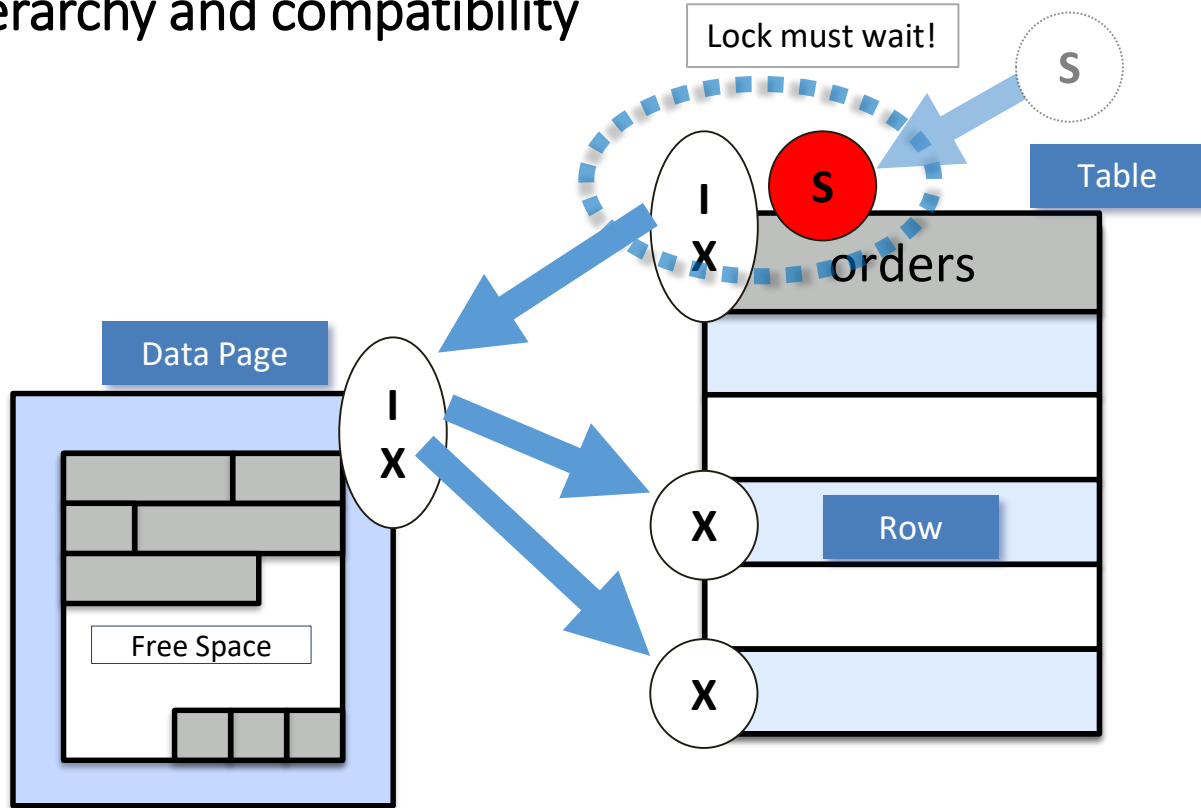 erarchy and compatibility
Lock must wait!
S
Table
I
X
S
orders
Data Page
I
X
X
Row
Free Space
X